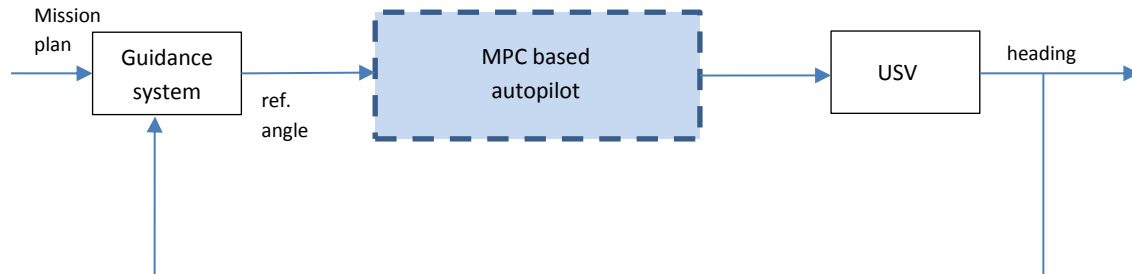 Mission
plan
Guidance
system
ref.
angle
MPC based
autopilot
USV
heading